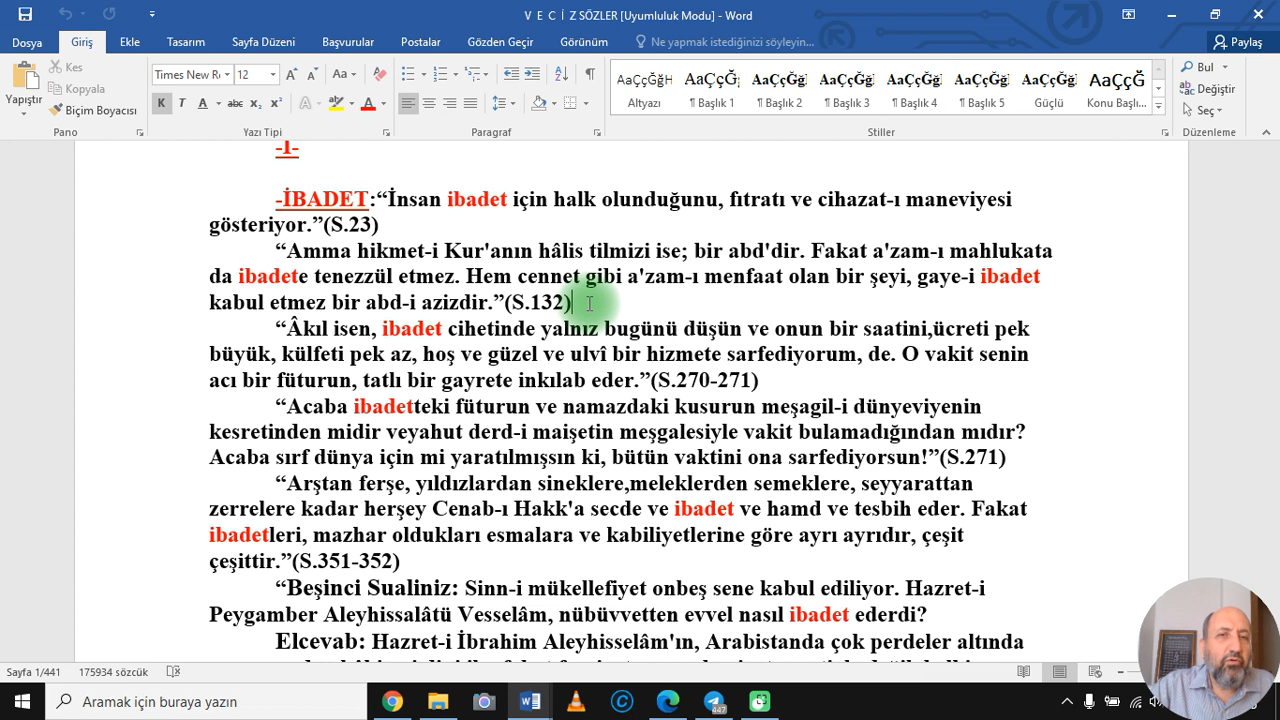 V E C İ Z SÖZLER [Uyumluluk Modu] - Word
Dosya Giriş Ekle Tasarım Sayfa Düzeni Başvurular Postalar Gözden Geçir Görünüm Ne yapmak istediğinizi söyleyin... Paylaş
Yapıştır
Kes
Kopyala
Biçim Boyacısı
Times New Ro 12
AaÇçĞğH AaÇçĞğ AaÇçĞğ AaÇçĞğ AaÇçĞğ AaÇçĞğ AaÇçĞğ AaÇçĞ
Altyazı ¶ Başlık 1 ¶ Başlık 2 ¶ Başlık 3 ¶ Başlık 4 ¶ Başlık 5 Güçlü Konu Başlı...
Bul
Değiştir
Seç
Pano Yazı Tipi Paragraf Stiller Düzenleme
-I-
-İBADET:“İnsan ibadet için halk olunduğunu, fıtratı ve cihazat-ı maneviyesi
gösteriyor.”(S.23)
“Amma hikmet-i Kur'anın hâlis tilmizi ise; bir abd'dir. Fakat a'zam-ı mahlukata
da ibadete tenezzül etmez. Hem cennet gibi a'zam-ı menfaat olan bir şeyi, gaye-i ibadet
kabul etmez bir abd-i azizdir.”(S.132)
“Âkıl isen, ibadet cihetinde yalnız bugünü düşün ve onun bir saatini,ücreti pek
büyük, külfeti pek az, hoş ve güzel ve ulvî bir hizmete sarfediyorum, de. O vakit senin
acı bir füturun, tatlı bir gayrete inkılab eder.”(S.270-271)
“Acaba ibadetteki füturun ve namazdaki kusurun meşagil-i dünyeviyenin
kesretinden midir veyahut derd-i maişetin meşgalesiyle vakit bulamadığından mıdır?
Acaba sırf dünya için mi yaratılmışsın ki, bütün vaktini ona sarfediyorsun!”(S.271)
“Arştan ferşe, yıldızlardan sineklere,meleklerden semeklere, seyyarattan
zerrelere kadar herşey Cenab-ı Hakk'a secde ve ibadet ve hamd ve tesbih eder. Fakat
ibadetleri, mazhar oldukları esmalara ve kabiliyetlerine göre ayrı ayrıdır, çeşit
çeşittir.”(S.351-352)
“Beşinci Sualiniz: Sinn-i mükellefiyet onbeş sene kabul ediliyor. Hazret-i
Peygamber Aleyhissalâtü Vesselâm, nübüvvetten evvel nasıl ibadet ederdi?
Elcevab: Hazret-i İbrahim Aleyhisselâm'ın, Arabistanda çok perdeler altında
Sayfa 1/441 175934 sözcük
Aramak için buraya yazın
447